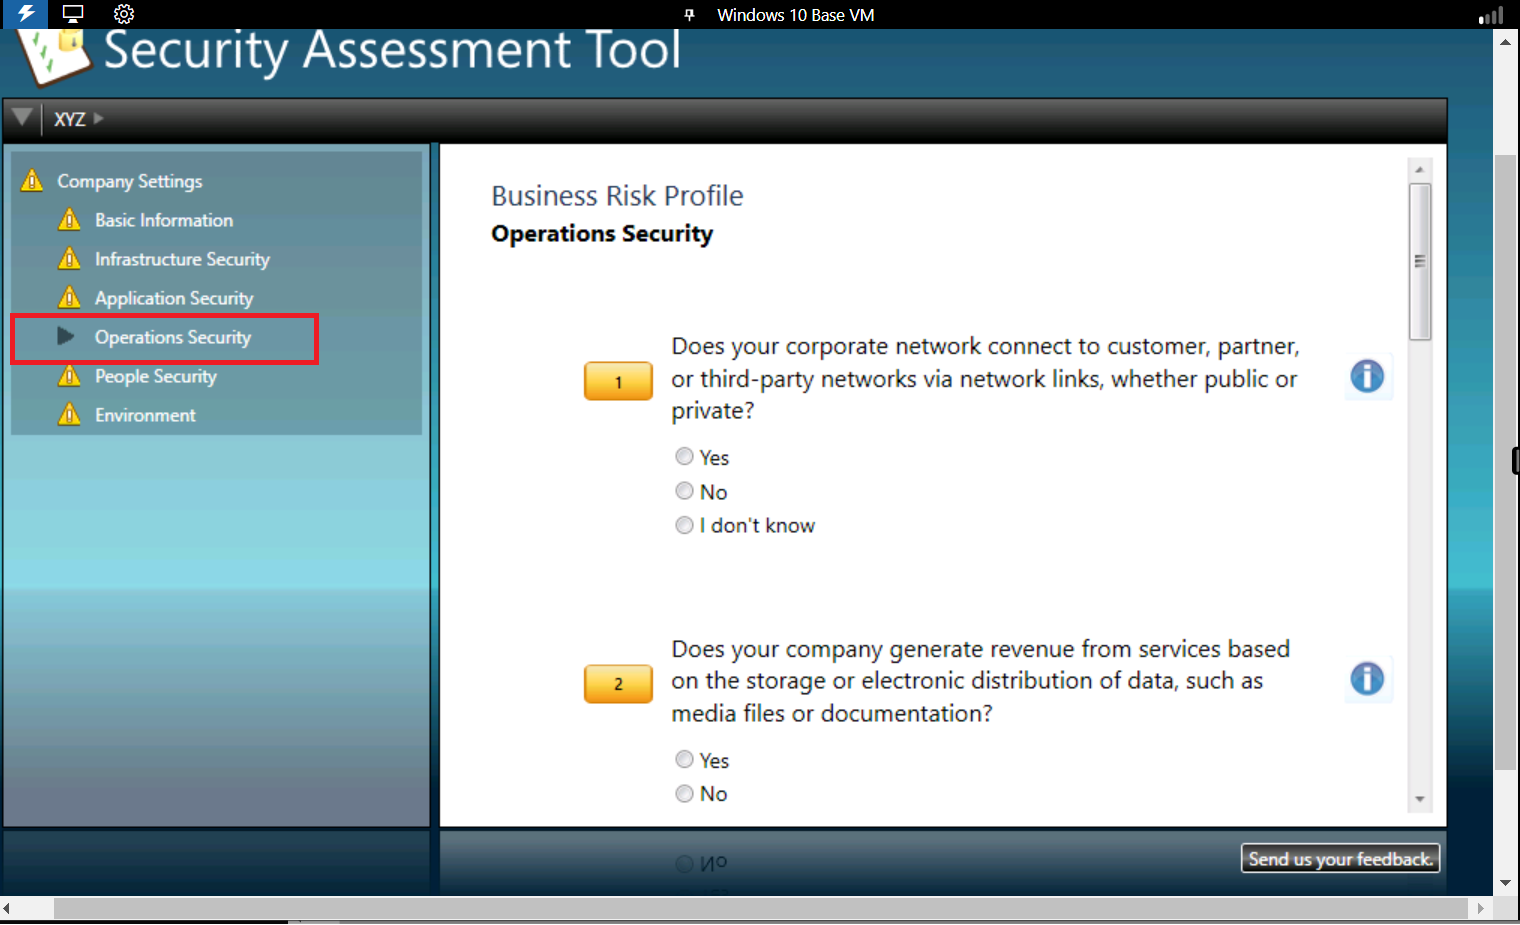 Windows 10 Base VM
Security Assessment Tool
XYZ
Company Settings
Basic Information
Infrastructure Security
Application Security
Operations Security
People Security
Environment
Business Risk Profile
Operations Security
1
Does your corporate network connect to customer, partner,
or third-party networks via network links, whether public or
private?
Yes
No
I don't know
2
Does your company generate revenue from services based
on the storage or electronic distribution of data, such as
media files or documentation?
Yes
No
No
Send us your feedback.